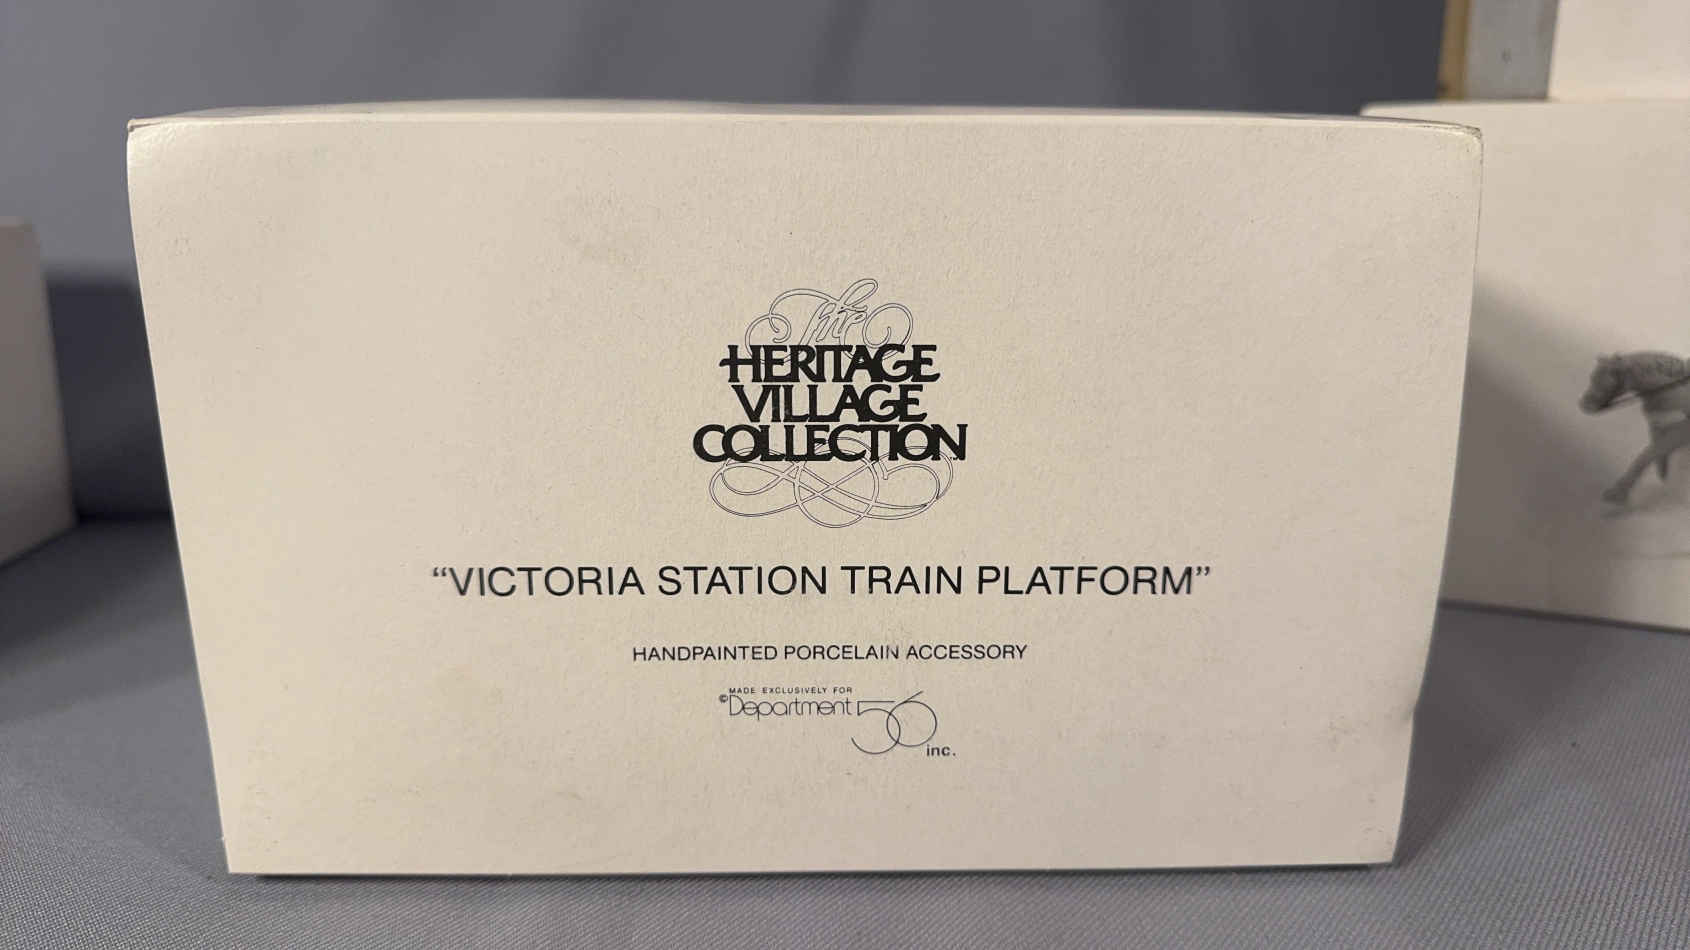 The
HERITAGE
VILLAGE
COLLECTION
“VICTORIA STATION TRAIN PLATFORM”
HANDPAINTED PORCELAIN ACCESSORY
MADE EXCLUSIVELY FOR
©Department 56
inc.